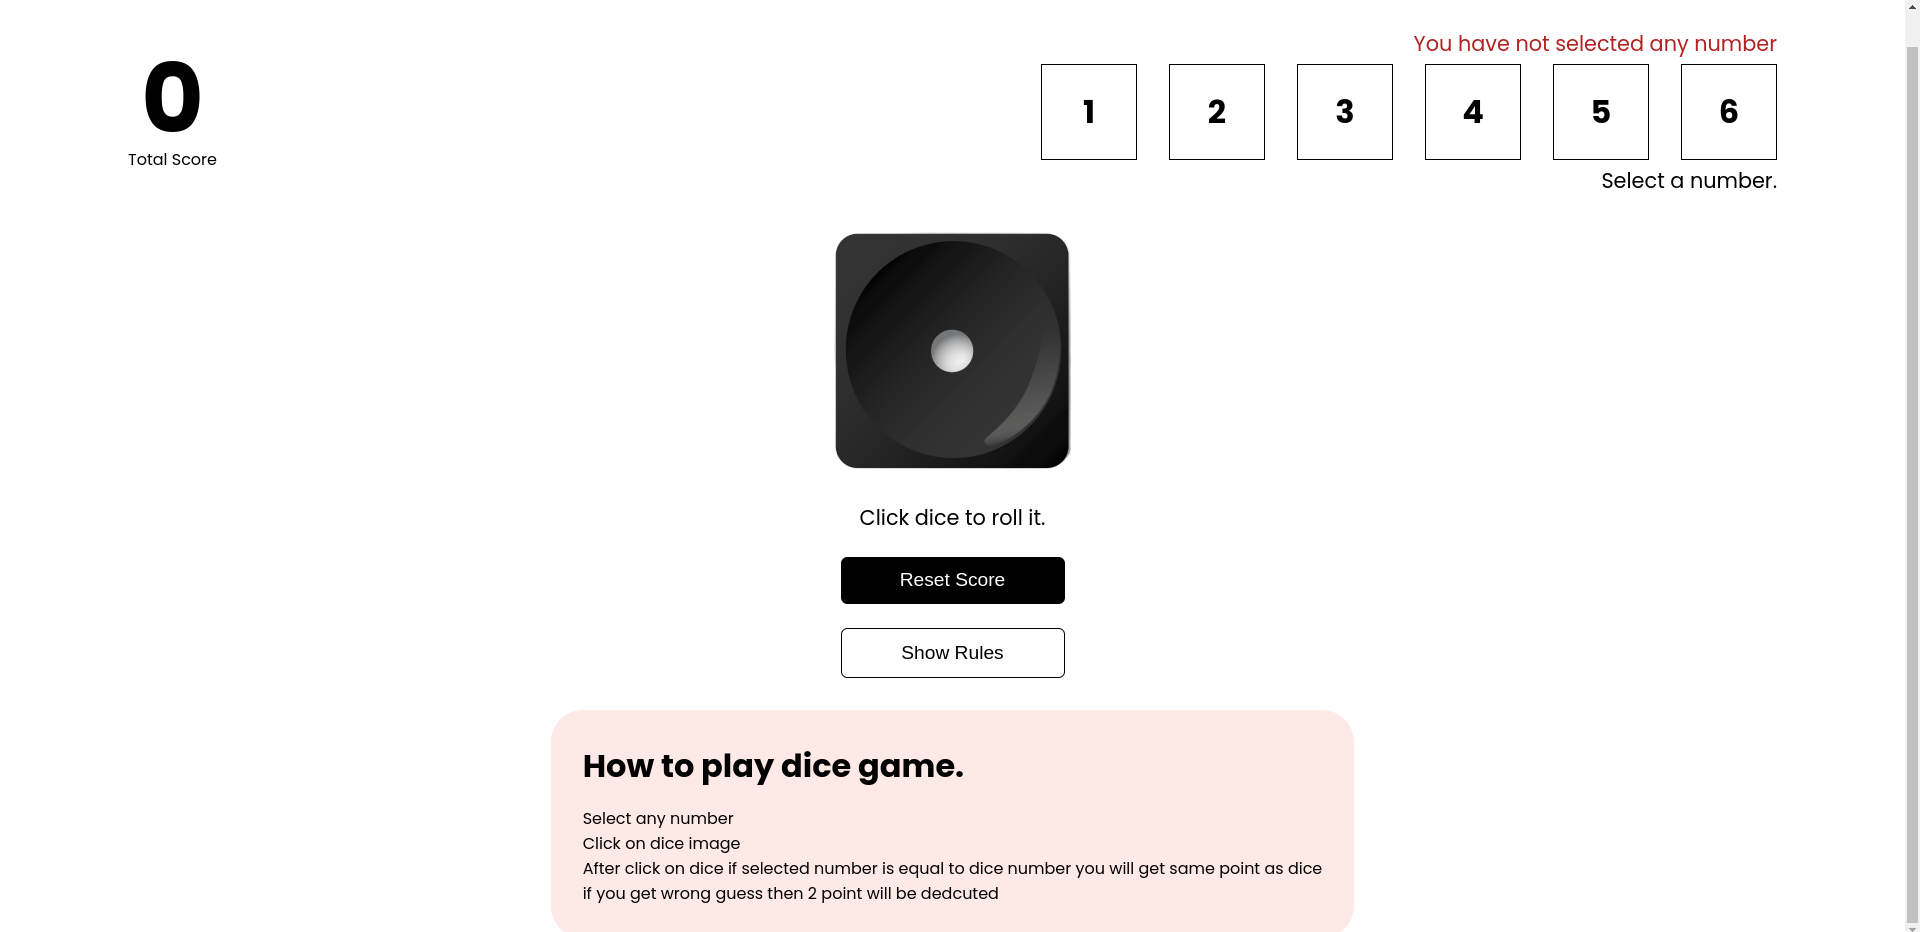 You have not selected any number
0
1 2 3 4 5 6
Total Score
Select a number.
Click dice to roll it.
Reset Score
Show Rules
How to play dice game.
Select any number
Click on dice image
After click on dice if selected number is equal to dice number you will get same point as dice
if you get wrong guess then 2 point will be dedcuted